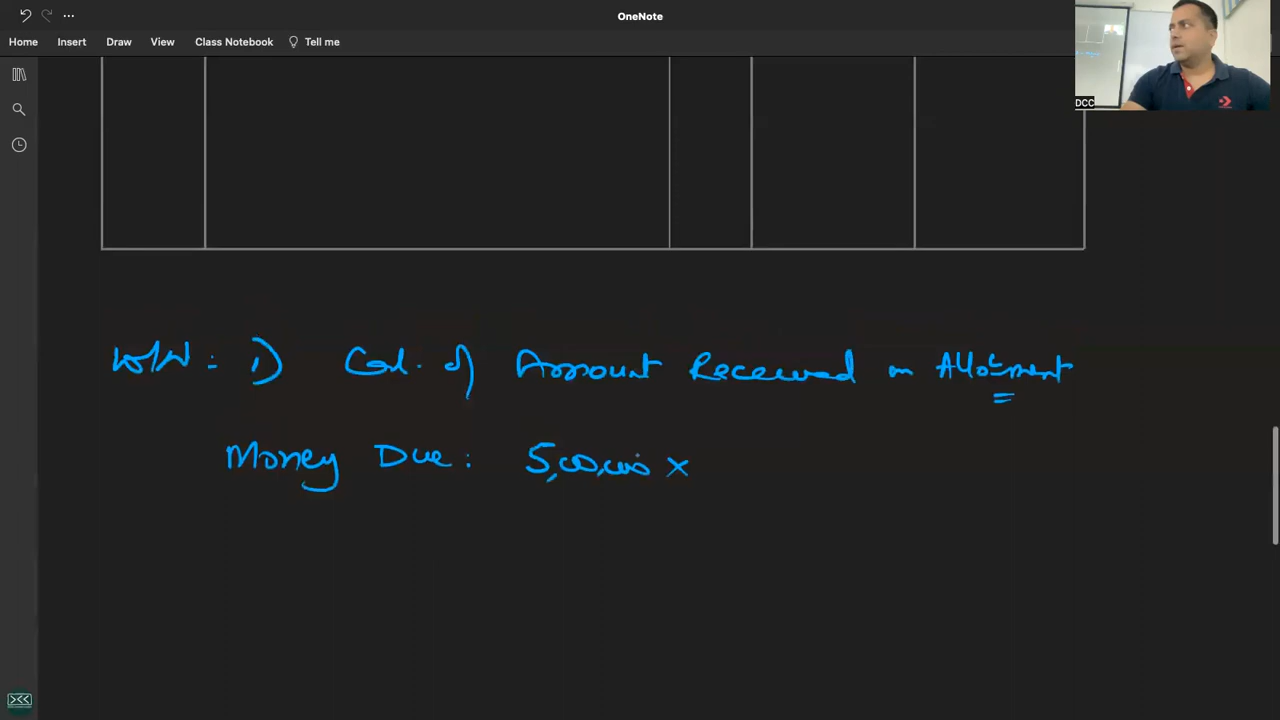 OneNote
Home Insert Draw View Class Notebook Tell me
DCC
W/N: 1) Cal. of Amount Received on Allotment
Money Due: 5,00,000 ×